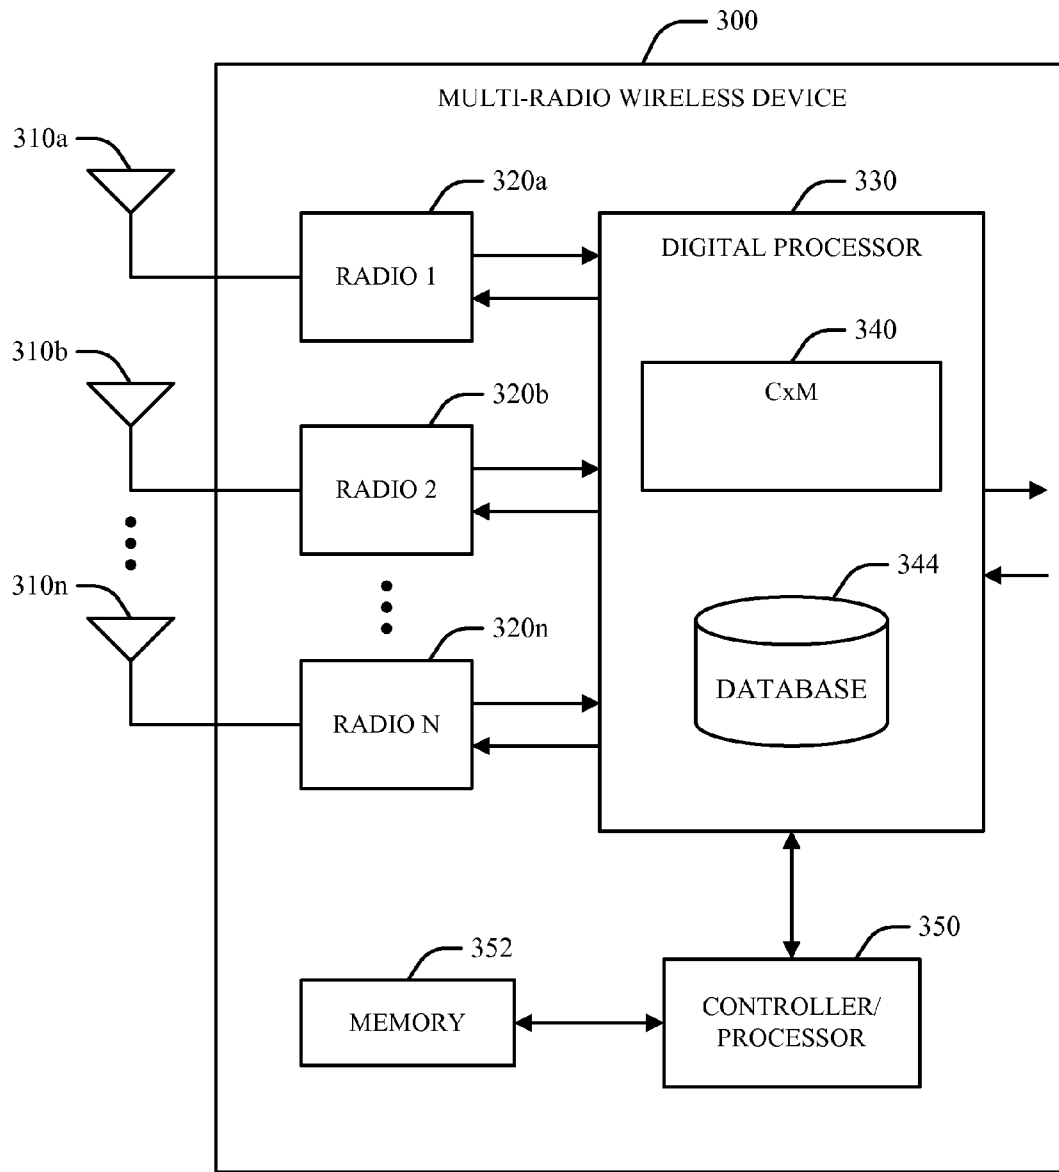 300
MULTI-RADIO WIRELESS DEVICE
310a
320a
330
RADIO 1
DIGITAL PROCESSOR
310b
320b
340
CxM
RADIO 2
310n
320n
344
RADIO N
DATABASE
352
350
MEMORY
CONTROLLER/
PROCESSOR